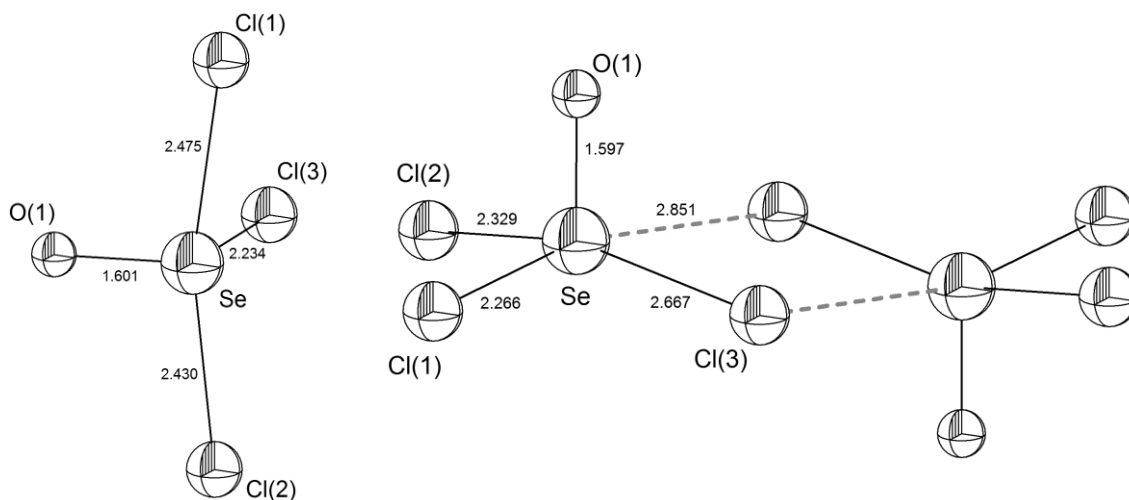 Cl(1)
2.475
Cl(3)
O(1)
2.234
1.601
Se
2.430
Cl(2)
O(1)
1.597
Cl(2)
2.329
2.851
Se
2.266
2.667
Cl(1)
Cl(3)